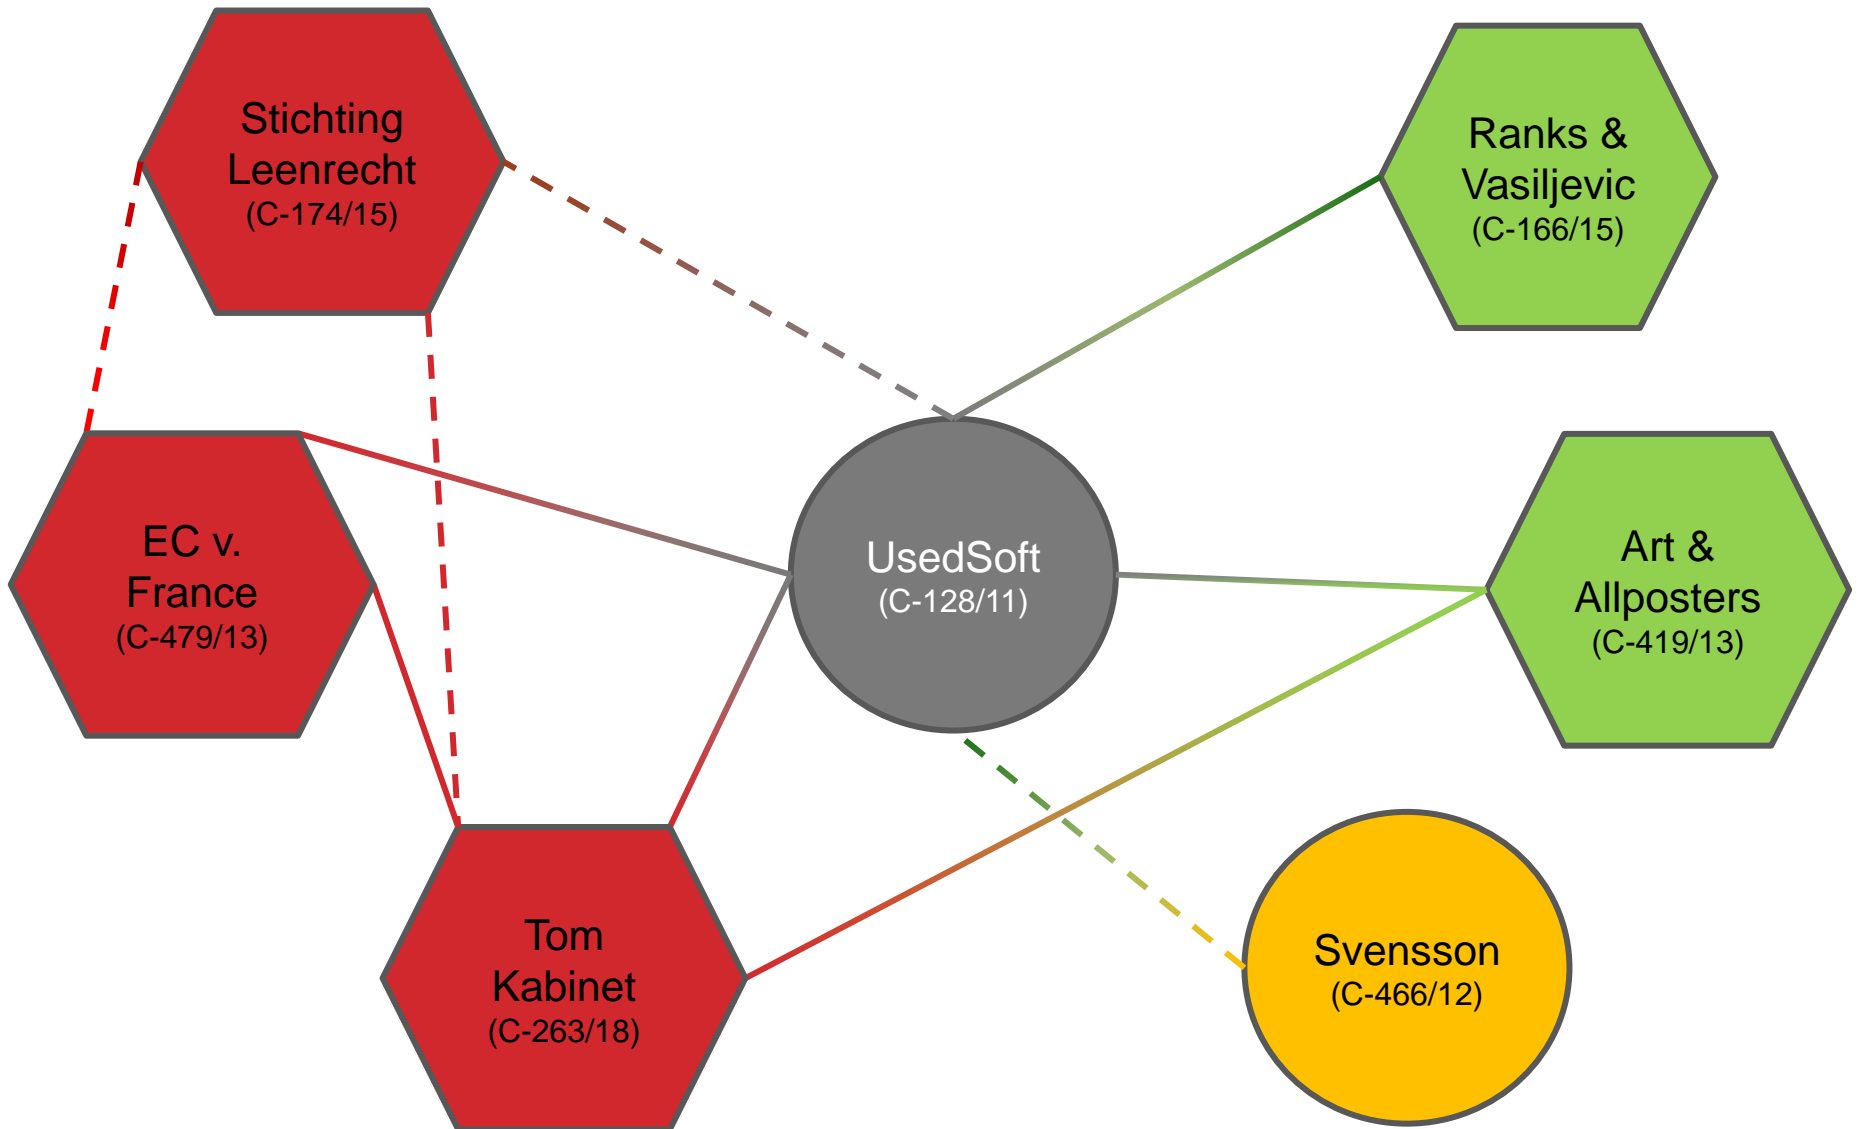 Stichting
Leenrecht
(C-174/15)
Ranks &
Vasiljevic
(C-166/15)
EC v.
France
(C-479/13)
UsedSoft
(C-128/11)
Art &
Allposters
(C-419/13)
Tom
Kabinet
(C-263/18)
Svensson
(C-466/12)